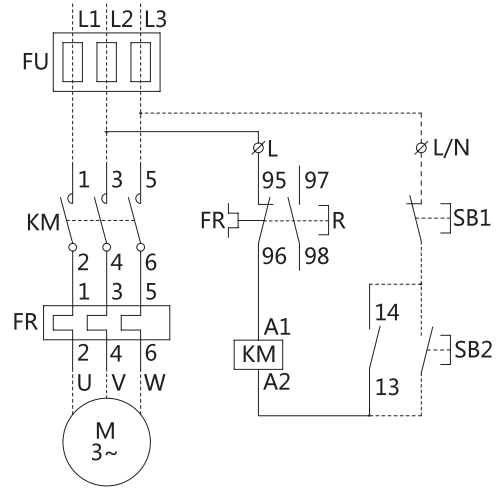 L1 L2 L3
FU
L L/N
1 3 5 95 97
KM FR R SB1
2 4 6 96 98
1 3 5
FR A1 14
KM SB2
2 4 6 A2 13
U V W
M
3~